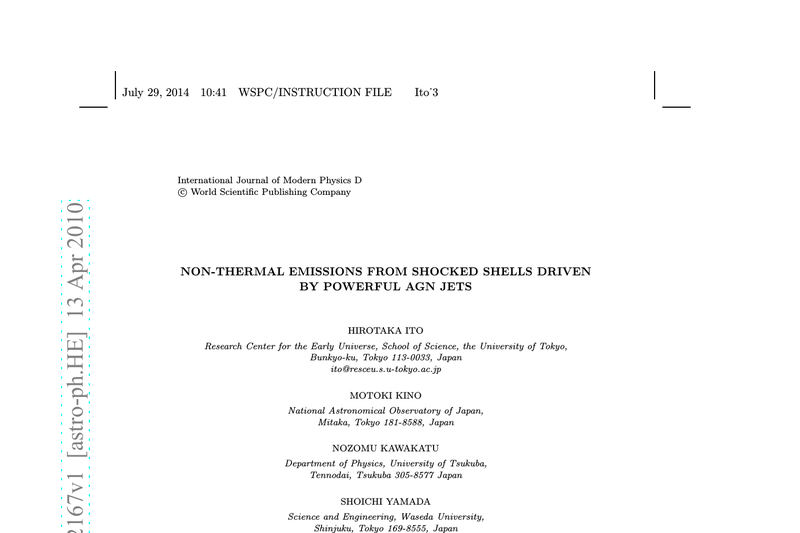 July 29, 2014 10:41 WSPC/INSTRUCTION FILE Ito˙3
International Journal of Modern Physics D
© World Scientific Publishing Company
NON-THERMAL EMISSIONS FROM SHOCKED SHELLS DRIVEN
BY POWERFUL AGN JETS
HIROTAKA ITO
Research Center for the Early Universe, School of Science, the University of Tokyo,
Bunkyo-ku, Tokyo 113-0033, Japan
ito@resceu.s.u-tokyo.ac.jp
MOTOKI KINO
National Astronomical Observatory of Japan,
Mitaka, Tokyo 181-8588, Japan
NOZOMU KAWAKATU
Department of Physics, University of Tsukuba,
Tennodai, Tsukuba 305-8577 Japan
SHOICHI YAMADA
Science and Engineering, Waseda University,
Shinjuku, Tokyo 169-8555, Japan
2167v1 [astro-ph.HE] 13 Apr 2010